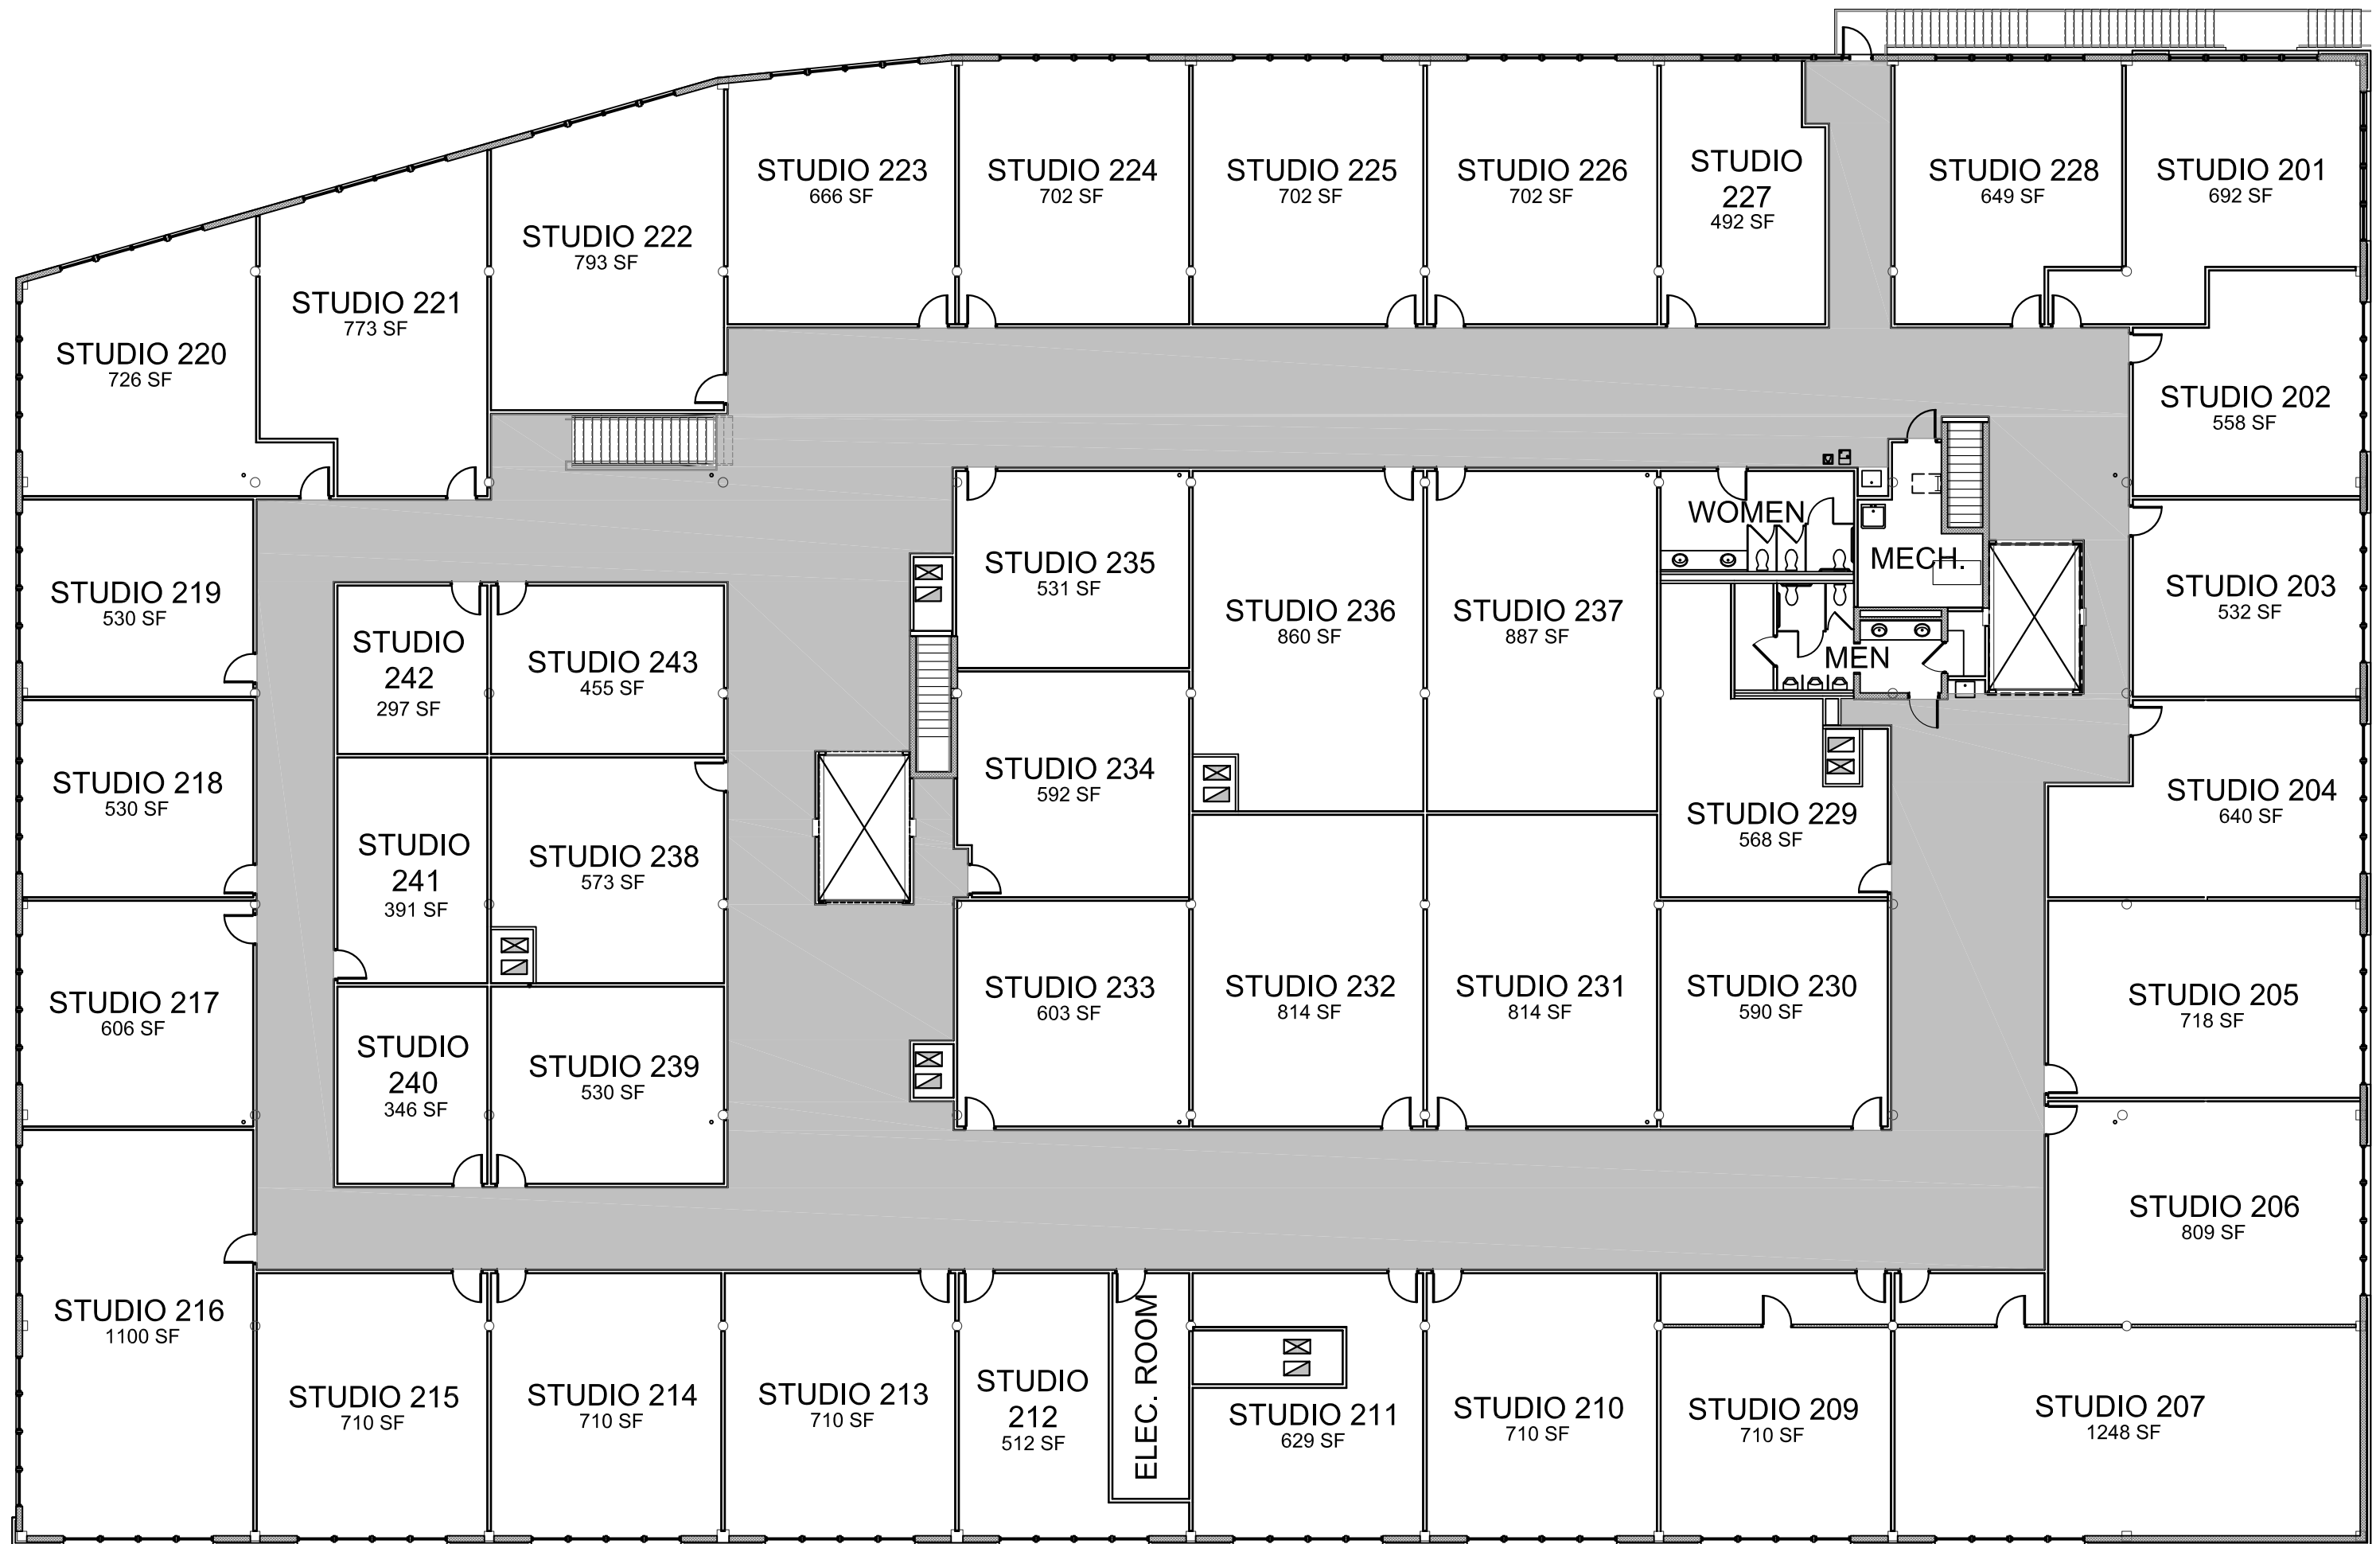 STUDIO 223
666 SF
STUDIO 224
702 SF
STUDIO 225
702 SF
STUDIO 226
702 SF
STUDIO
227
492 SF
STUDIO 228
649 SF
STUDIO 201
692 SF
STUDIO 222
793 SF
STUDIO 221
773 SF
STUDIO 220
726 SF
STUDIO 202
558 SF
STUDIO 219
530 SF
STUDIO
242
297 SF
STUDIO 243
455 SF
STUDIO 235
531 SF
STUDIO 236
860 SF
STUDIO 237
887 SF
WOMEN
MECH.
MEN
STUDIO 203
532 SF
STUDIO 218
530 SF
STUDIO
241
391 SF
STUDIO 238
573 SF
STUDIO 234
592 SF
STUDIO 229
568 SF
STUDIO 204
640 SF
STUDIO 217
606 SF
STUDIO
240
346 SF
STUDIO 239
530 SF
STUDIO 233
603 SF
STUDIO 232
814 SF
STUDIO 231
814 SF
STUDIO 230
590 SF
STUDIO 205
718 SF
STUDIO 206
809 SF
STUDIO 216
1100 SF
STUDIO 215
710 SF
STUDIO 214
710 SF
STUDIO 213
710 SF
STUDIO
212
512 SF
ELEC. ROOM
STUDIO 211
629 SF
STUDIO 210
710 SF
STUDIO 209
710 SF
STUDIO 207
1248 SF